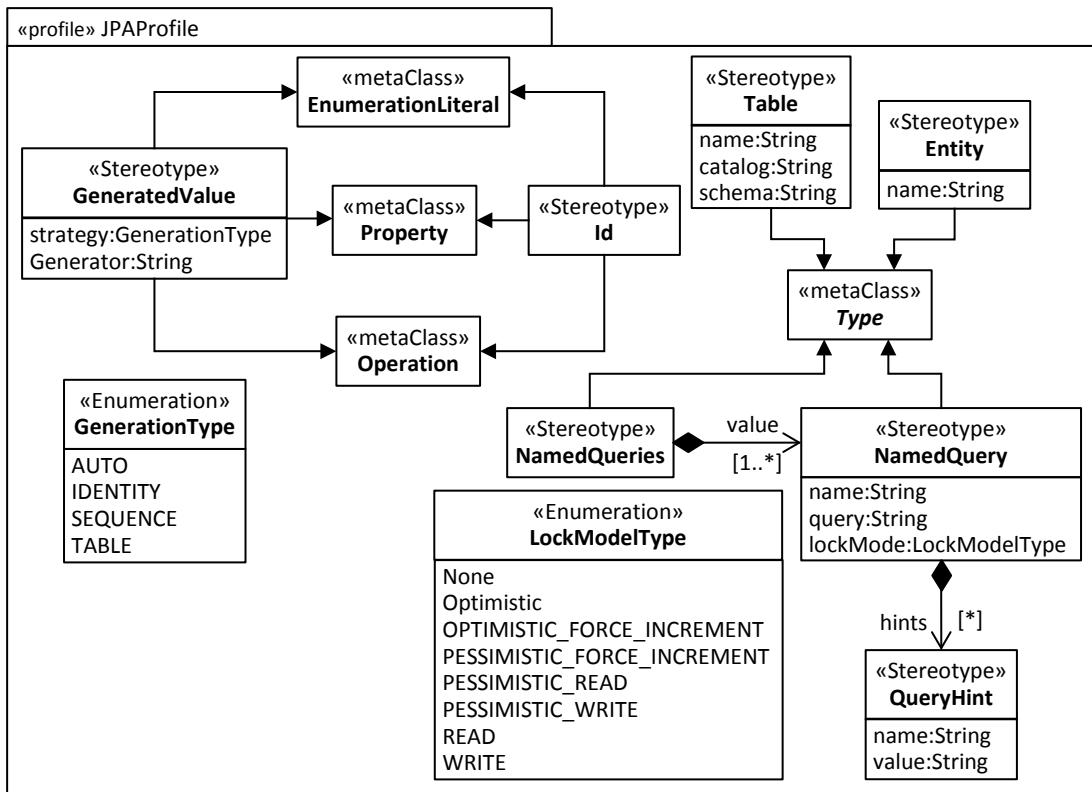 «profile» JPAProfile
«metaClass»
EnumerationLiteral
«Stereotype»
Table
name:String
catalog:String
schema:String
«Stereotype»
Entity
name:String
«Stereotype»
GeneratedValue
strategy:GenerationType
Generator:String
«metaClass»
Property
«Stereotype»
Id
«metaClass»
Type
«metaClass»
Operation
«Enumeration»
GenerationType
AUTO
IDENTITY
SEQUENCE
TABLE
«Stereotype»
NamedQueries
value
[1..*]
«Stereotype»
NamedQuery
name:String
query:String
lockMode:LockModelType
«Enumeration»
LockModelType
None
Optimistic
OPTIMISTIC_FORCE_INCREMENT
PESSIMISTIC_FORCE_INCREMENT
PESSIMISTIC_READ
PESSIMISTIC_WRITE
READ
WRITE
hints
[*]
«Stereotype»
QueryHint
name:String
value:String